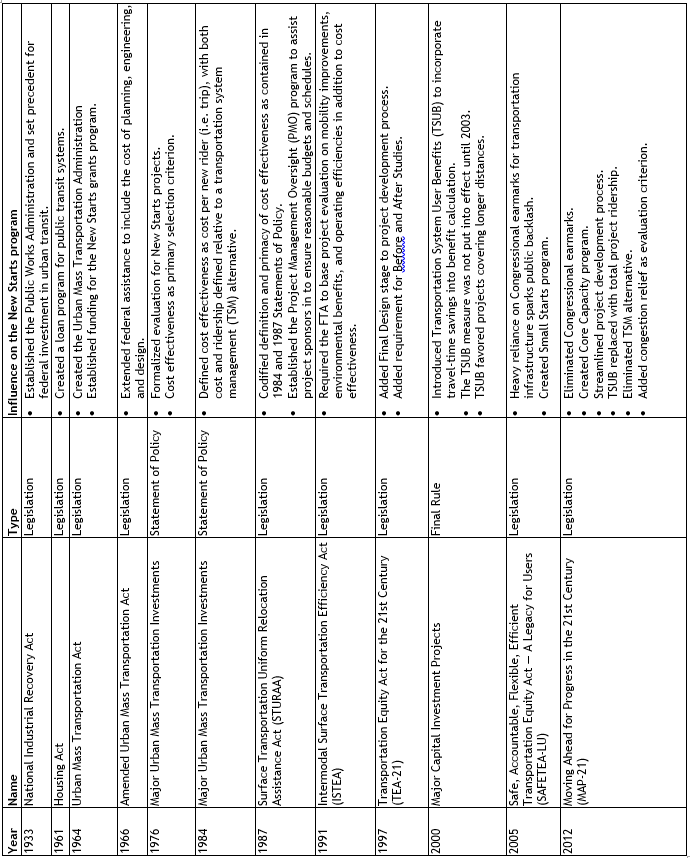 Year Name Type Influence on the New Starts program
1933 National Industrial Recovery Act Legislation • Established the Public Works Administration and set precedent for
federal investment in urban transit.
1961 Housing Act Legislation • Created a loan program for public transit systems.
1964 Urban Mass Transportation Act Legislation • Created the Urban Mass Transportation Administration
• Established funding for the New Starts grants program.
1966 Amended Urban Mass Transportation Act Legislation • Extended federal assistance to include the cost of planning, engineering,
and design.
1976 Major Urban Mass Transportation Investments Statement of Policy • Formalized evaluation for New Starts projects.
Cost effectiveness as primary selection criterion.
1984 Major Urban Mass Transportation Investments Statement of Policy • Defined cost effectiveness as cost per new rider (i.e. trip), with both
cost and ridership defined relative to a transportation system
management (TSM) alternative.
1987 Surface Transportation Uniform Relocation Legislation • Codified definition and primacy of cost effectiveness as contained in
Assistance Act (STURAA) 1984 and 1987 Statements of Policy.
• Established the Project Management Oversight (PMO) program to assist
project sponsors in to ensure reasonable budgets and schedules.
1991 Intermodal Surface Transportation Efficiency Act Legislation • Required the FTA to base project evaluation on mobility improvements,
(ISTEA) environmental benefits, and operating efficiencies in addition to cost
effectiveness.
1997 Transportation Equity Act for the 21st Century Legislation • Added Final Design stage to project development process.
(TEA-21) • Added requirement for Before and After Studies.
2000 Major Capital Investment Projects Final Rule • Introduced Transportation System User Benefits (TSUB) to incorporate
travel-time savings into benefit calculation.
• The TSUB measure was not put into effect until 2003.
• TSUB favored projects covering longer distances.
2005 Safe, Accountable, Flexible, Efficient Legislation • Heavy reliance on Congressional earmarks for transportation
Transportation Equity Act — A Legacy for Users infrastructure sparks public backlash.
(SAFETEA-LU) • Created Small Starts program.
2012 Moving Ahead for Progress in the 21st Century Legislation • Eliminated Congressional earmarks.
(MAP-21) • Created Core Capacity program.
• Streamlined project development process.
• TSUB replaced with total project ridership.
• Eliminated TSM alternative.
• Added congestion relief as evaluation criterion.